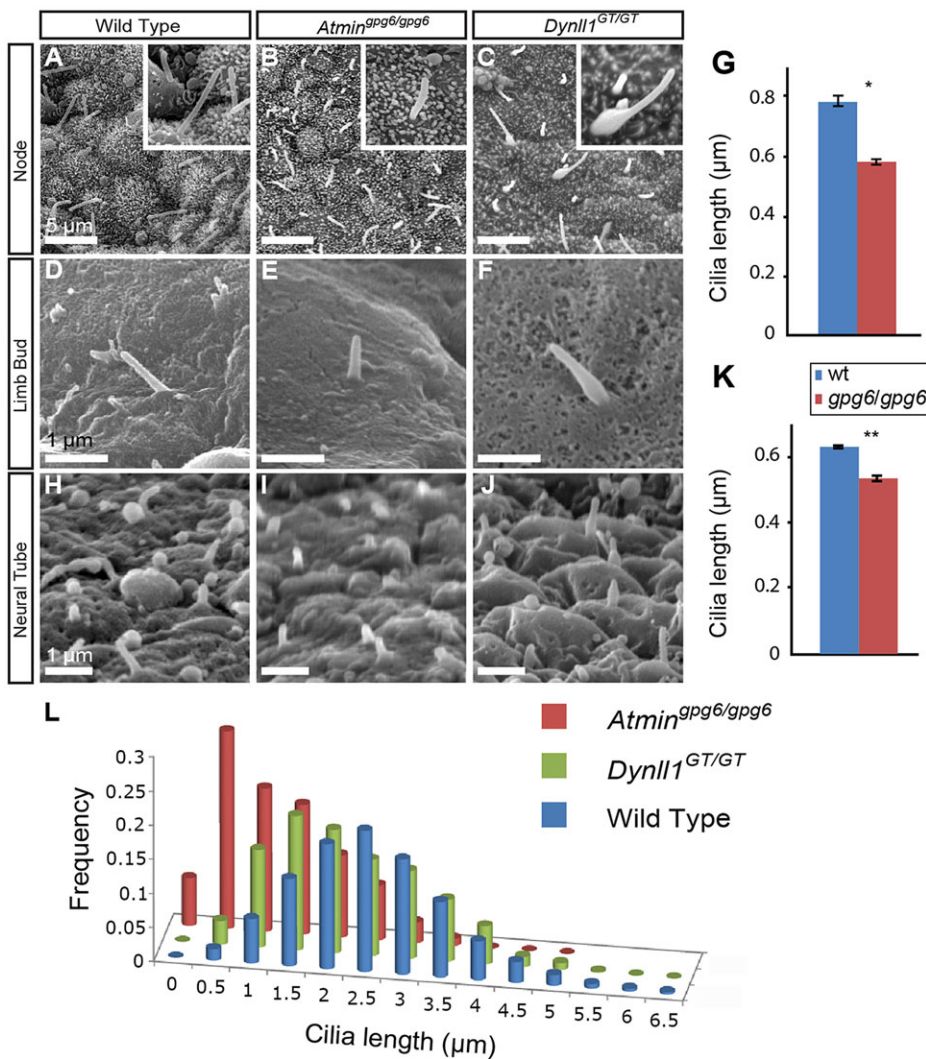 Wild Type
Atmin^gpg6/gpg6
Dynll1^GT/GT
Node
A
B
C
5 µm
Limb Bud
D
E
F
1 µm
Neural Tube
H
I
J
1 µm
G
*
0.8
0.6
0.4
0.2
0
Cilia length (µm)
K
wt
gpg6/gpg6
**
0.6
0.4
0.2
0
Cilia length (µm)
L
Atmin^gpg6/gpg6
Dynll1^GT/GT
Wild Type
0.3
0.25
0.2
0.15
0.1
0.05
0
Frequency
0 0.5 1 1.5 2 2.5 3 3.5 4 4.5 5 5.5 6 6.5
Cilia length (µm)